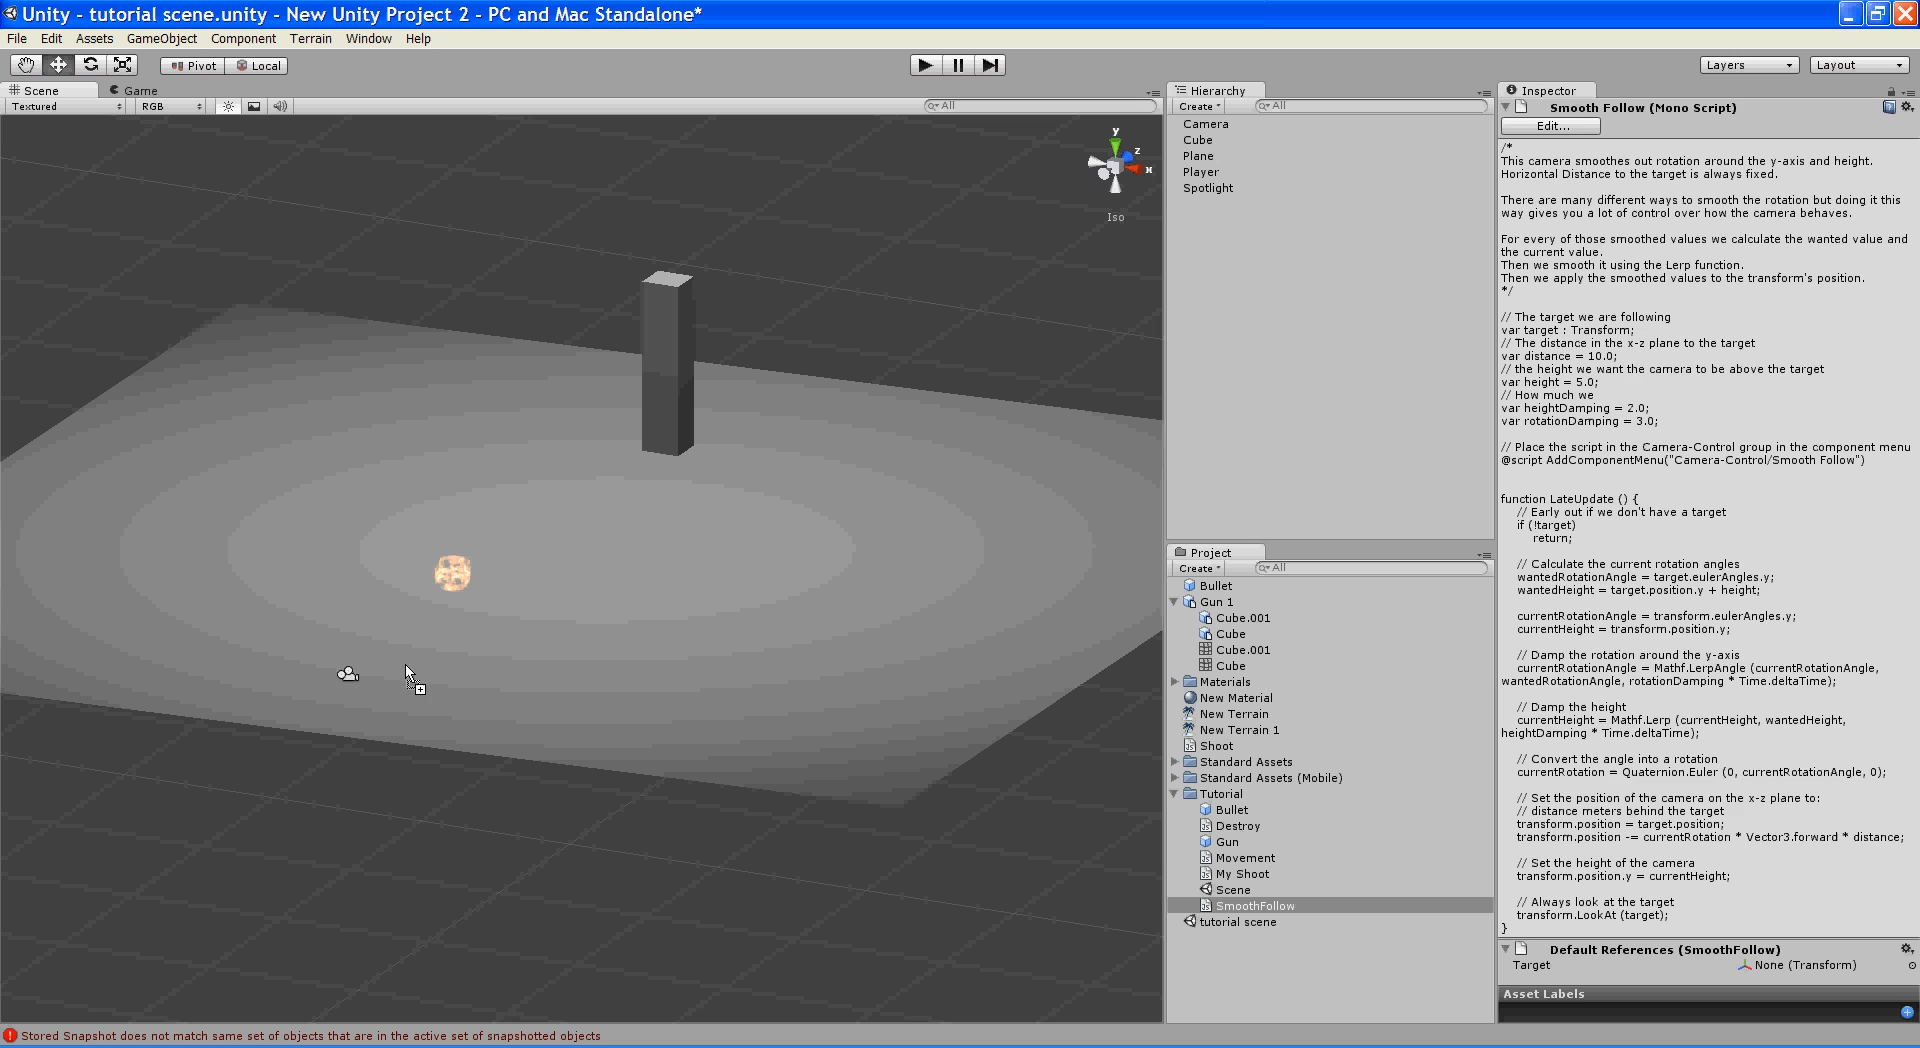 Unity - tutorial scene.unity - New Unity Project 2 - PC and Mac Standalone*
File Edit Assets GameObject Component Terrain Window Help
Pivot Local Layers Layout
Scene Game
Textured RGB All
y
z
x
Iso
Hierarchy
Create All
Camera
Cube
Plane
Player
Spotlight
Project
Create All
Bullet
Gun 1
Cube.001
Cube
Cube.001
Cube
Materials
New Material
New Terrain
New Terrain 1
Shoot
Standard Assets
Standard Assets (Mobile)
Tutorial
Bullet
Destroy
Gun
Movement
My Shoot
Scene
SmoothFollow
tutorial scene
Inspector
Smooth Follow (Mono Script)
Edit...
/*
This camera smoothes out rotation around the y-axis and height.
Horizontal Distance to the target is always fixed.
There are many different ways to smooth the rotation but doing it this
way gives you a lot of control over how the camera behaves.
For every of those smoothed values we calculate the wanted value and
the current value.
Then we smooth it using the Lerp function.
Then we apply the smoothed values to the transform's position.
*/
// The target we are following
var target : Transform;
// The distance in the x-z plane to the target
var distance = 10.0;
// the height we want the camera to be above the target
var height = 5.0;
// How much we
var heightDamping = 2.0;
var rotationDamping = 3.0;
// Place the script in the Camera-Control group in the component menu
@script AddComponentMenu("Camera-Control/Smooth Follow")
function LateUpdate () {
// Early out if we don't have a target
if (!target)
return;
// Calculate the current rotation angles
wantedRotationAngle = target.eulerAngles.y;
wantedHeight = target.position.y + height;
currentRotationAngle = transform.eulerAngles.y;
currentHeight = transform.position.y;
// Damp the rotation around the y-axis
currentRotationAngle = Mathf.LerpAngle (currentRotationAngle,
wantedRotationAngle, rotationDamping * Time.deltaTime);
// Damp the height
currentHeight = Mathf.Lerp (currentHeight, wantedHeight,
heightDamping * Time.deltaTime);
// Convert the angle into a rotation
currentRotation = Quaternion.Euler (0, currentRotationAngle, 0);
// Set the position of the camera on the x-z plane to:
// distance meters behind the target
transform.position = target.position;
transform.position -= currentRotation * Vector3.forward * distance;
// Set the height of the camera
transform.position.y = currentHeight;
// Always look at the target
transform.LookAt (target);
}
Default References (SmoothFollow)
Target None (Transform)
Asset Labels
Stored Snapshot does not match same set of objects that are in the active set of snapshotted objects